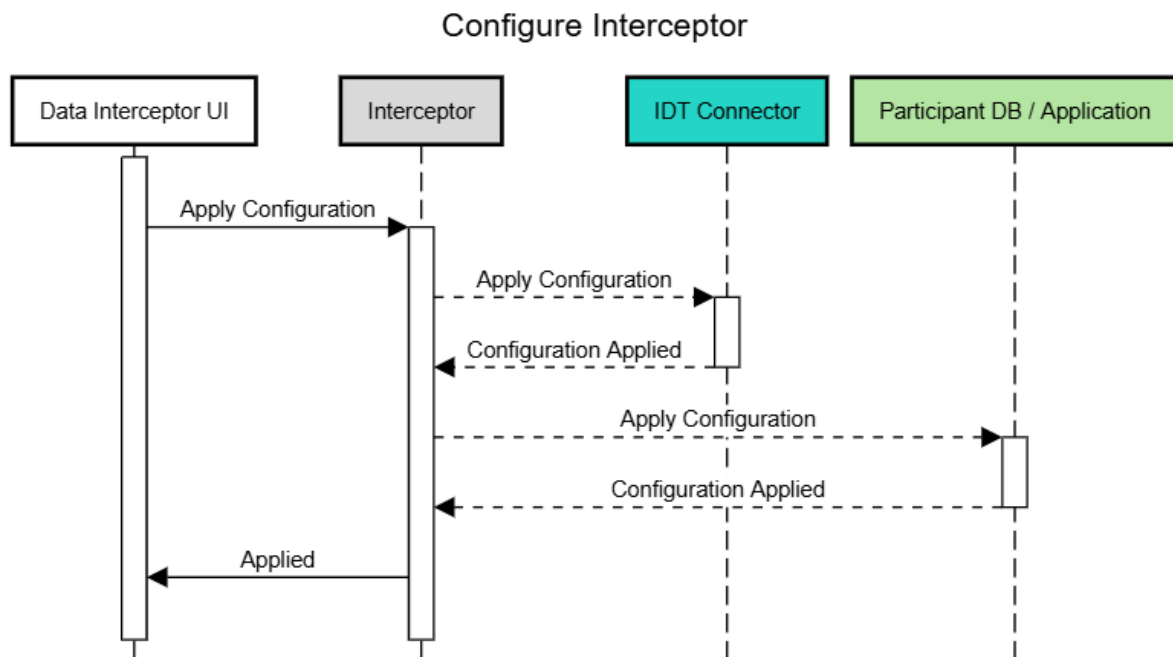 Configure Interceptor
Data Interceptor UI
Interceptor
IDT Connector
Participant DB / Application
Apply Configuration
Apply Configuration
Configuration Applied
Apply Configuration
Configuration Applied
Applied